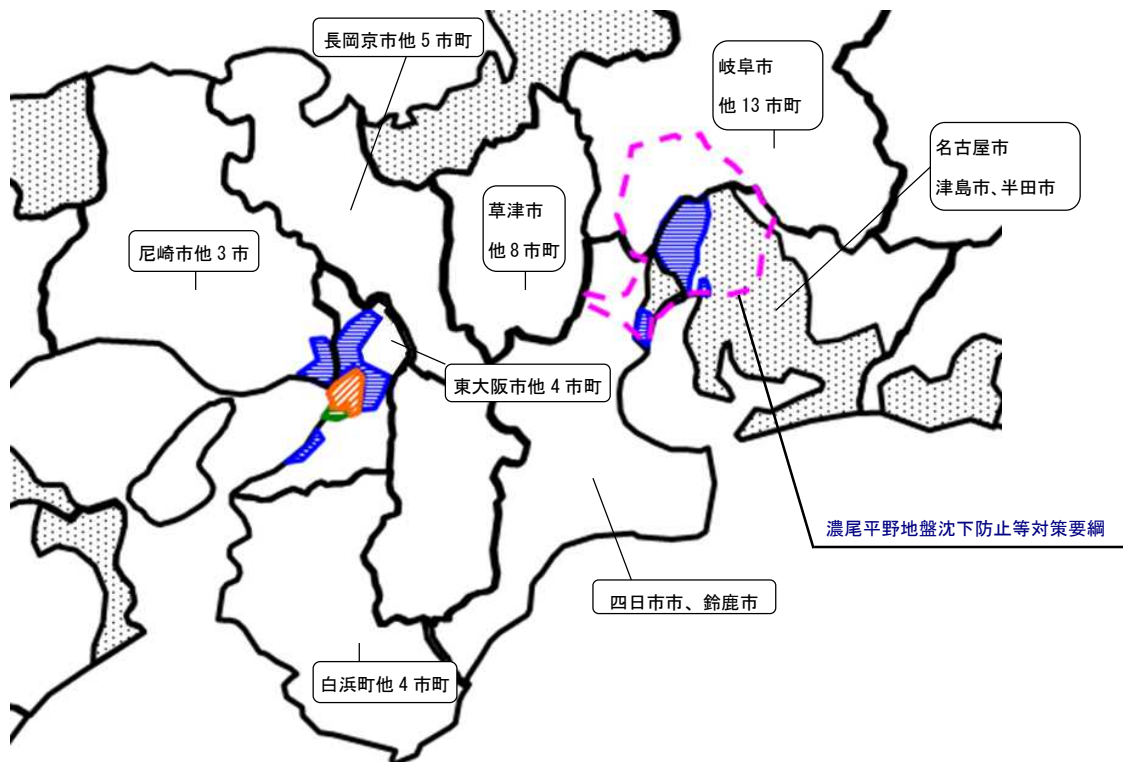 長岡京市他 5 市町
岐阜市
他 13 市町
名古屋市
津島市、半田市
草津市
他 8 市町
尼崎市他 3 市
東大阪市他 4 市町
濃尾平野地盤沈下防止等対策要綱
四日市市、鈴鹿市
白浜町他 4 市町